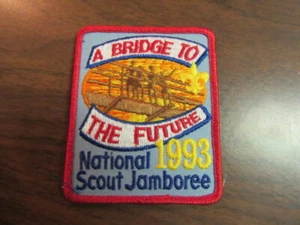 A BRIDGE TO
THE FUTURE
1993
National
Scout Jamboree